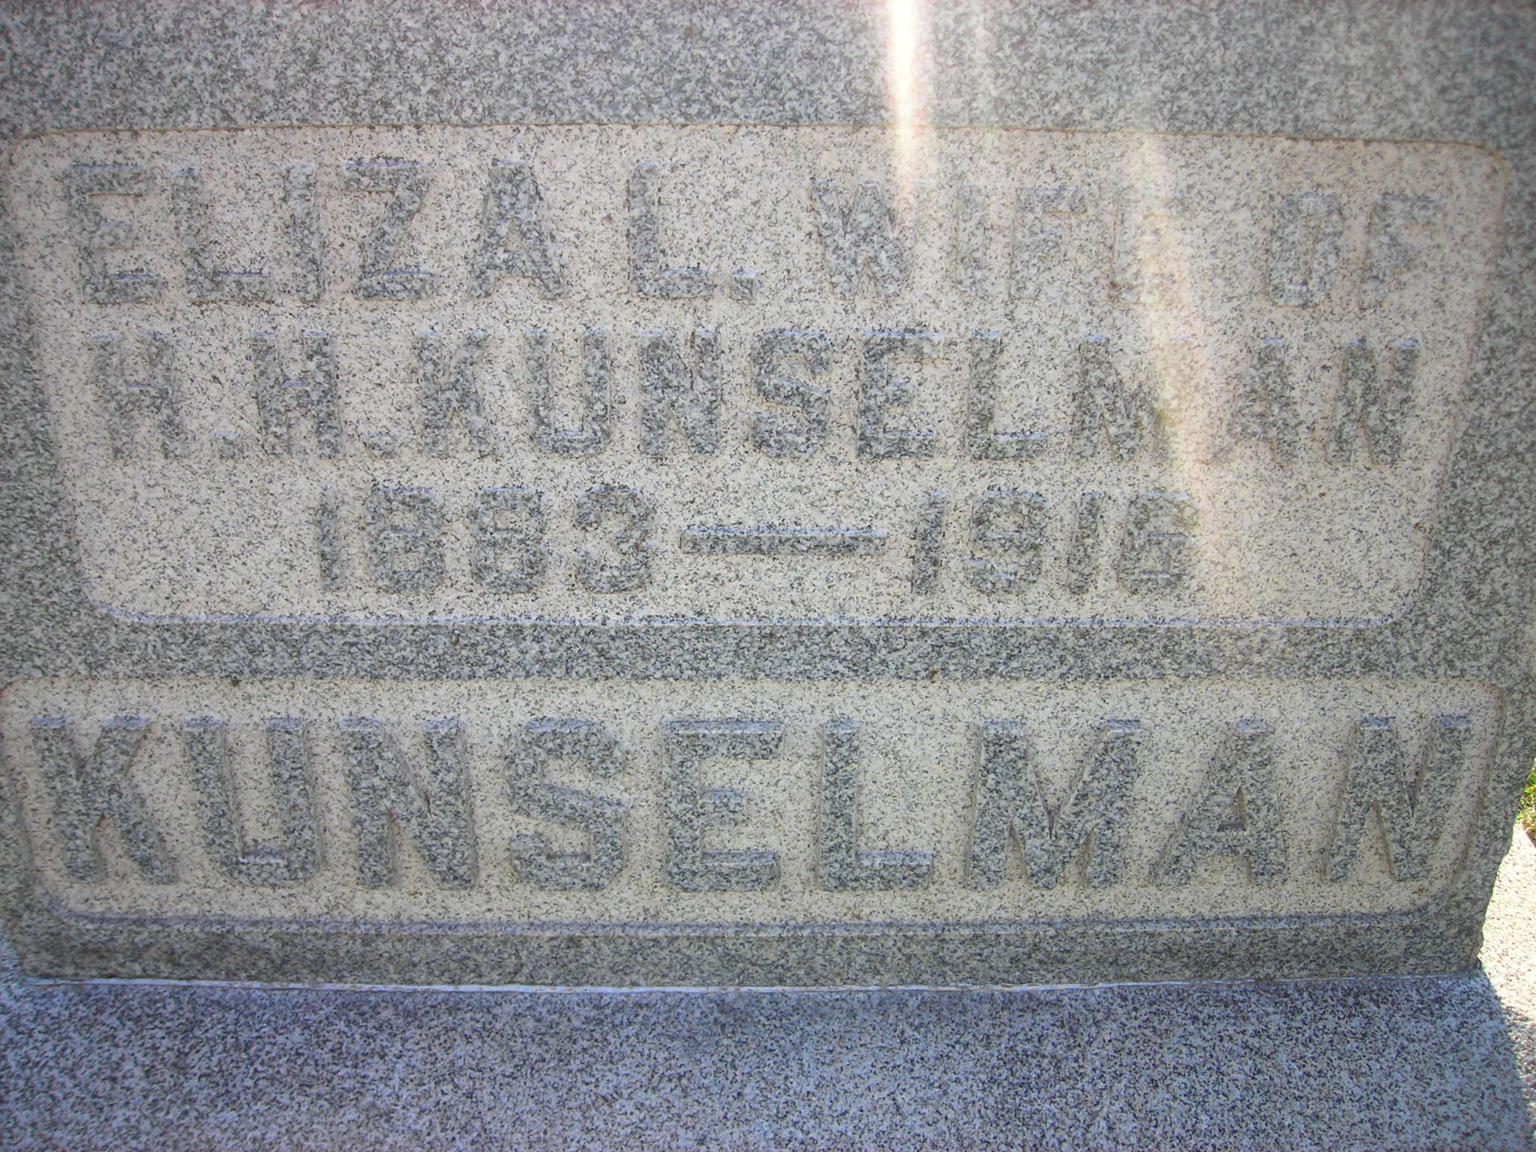 ELIZA L. WIFE OF
H.H. KUNSELMAN
1883—1916
KUNSELMAN